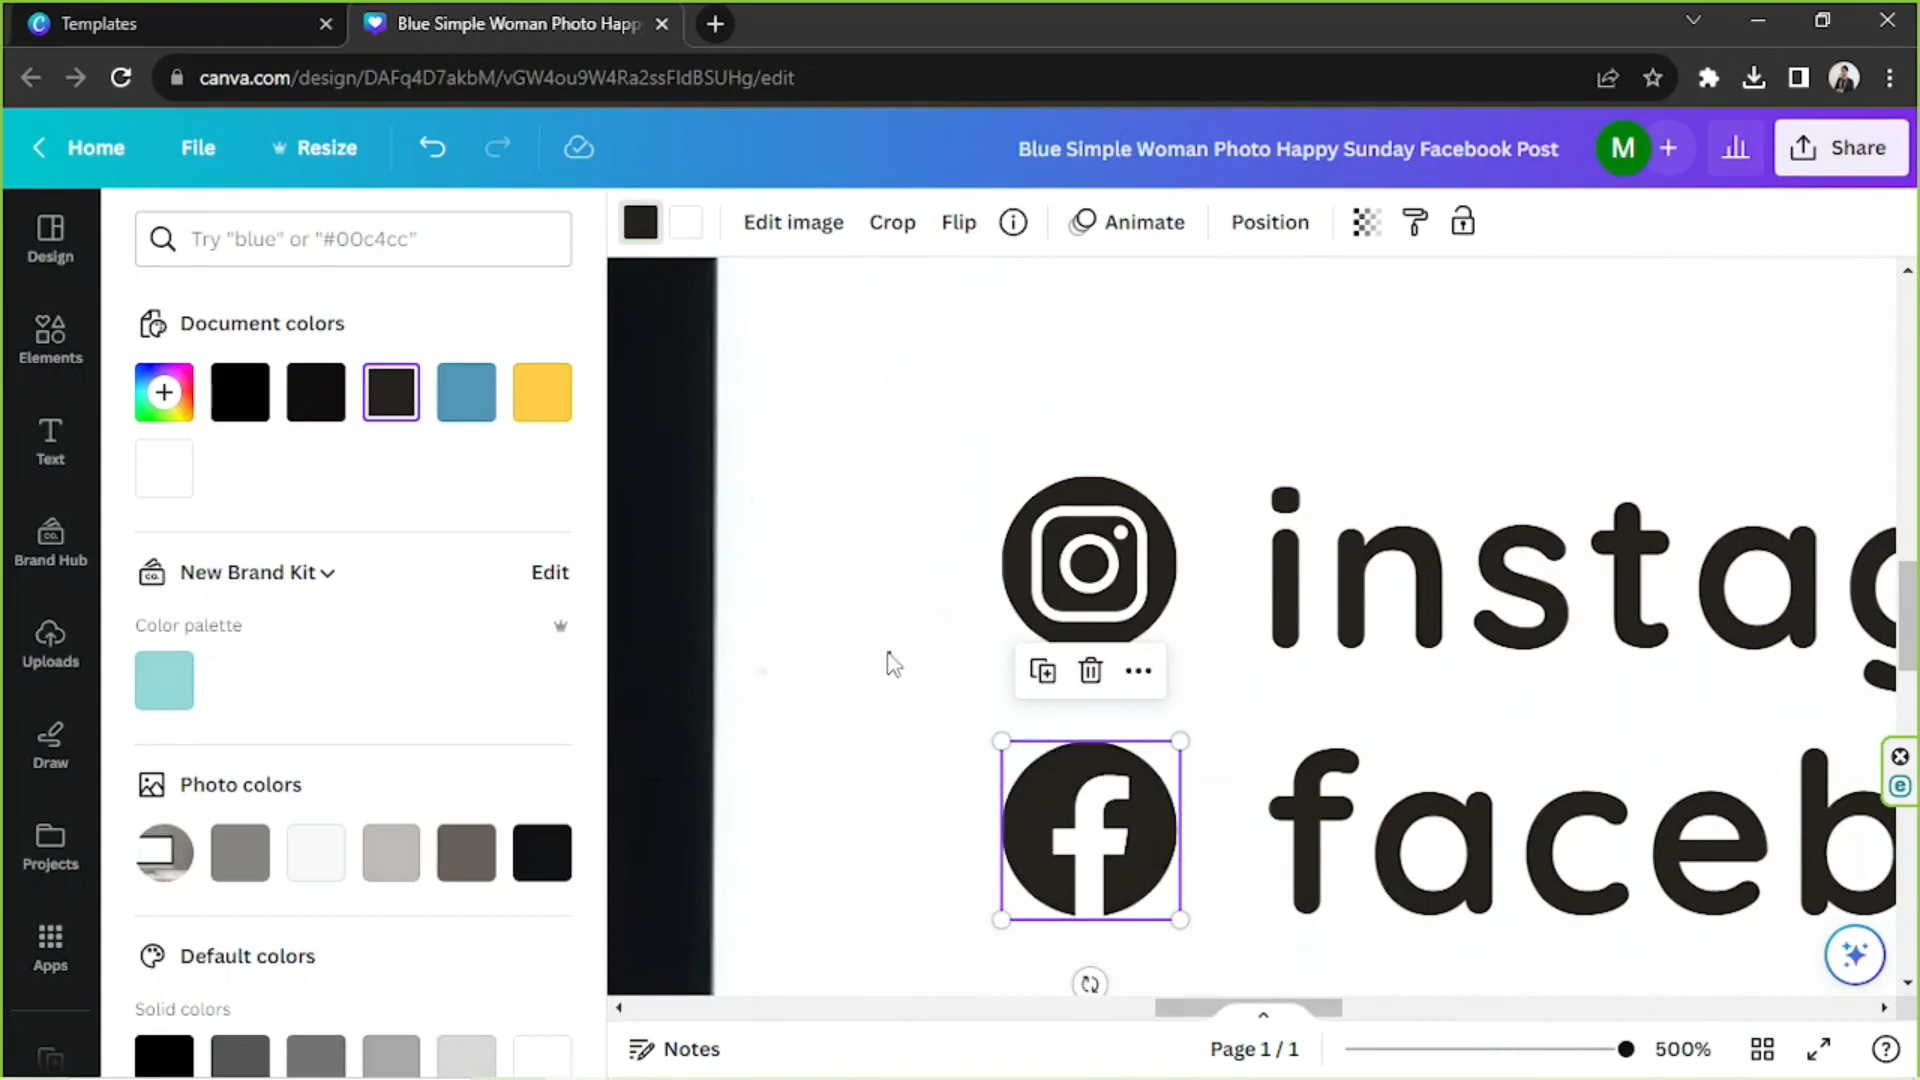 Templates
Blue Simple Woman Photo Happ
canva.com/design/DAFq4D7akbM/vGW4ou9W4Ra2ssFIdBSUHg/edit
Home
File
Resize
Blue Simple Woman Photo Happy Sunday Facebook Post
M
Share
Design
Elements
Text
Brand Hub
Uploads
Draw
Projects
Apps
Try "blue" or "#00c4cc"
Document colors
New Brand Kit
Edit
Color palette
Photo colors
Default colors
Solid colors
Edit image
Crop
Flip
Animate
Position
instag
faceb
Notes
Page 1 / 1
500%